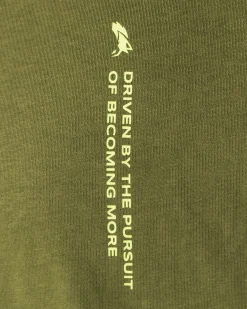 DRIVEN BY THE PURSUIT
OF BECOMING MORE